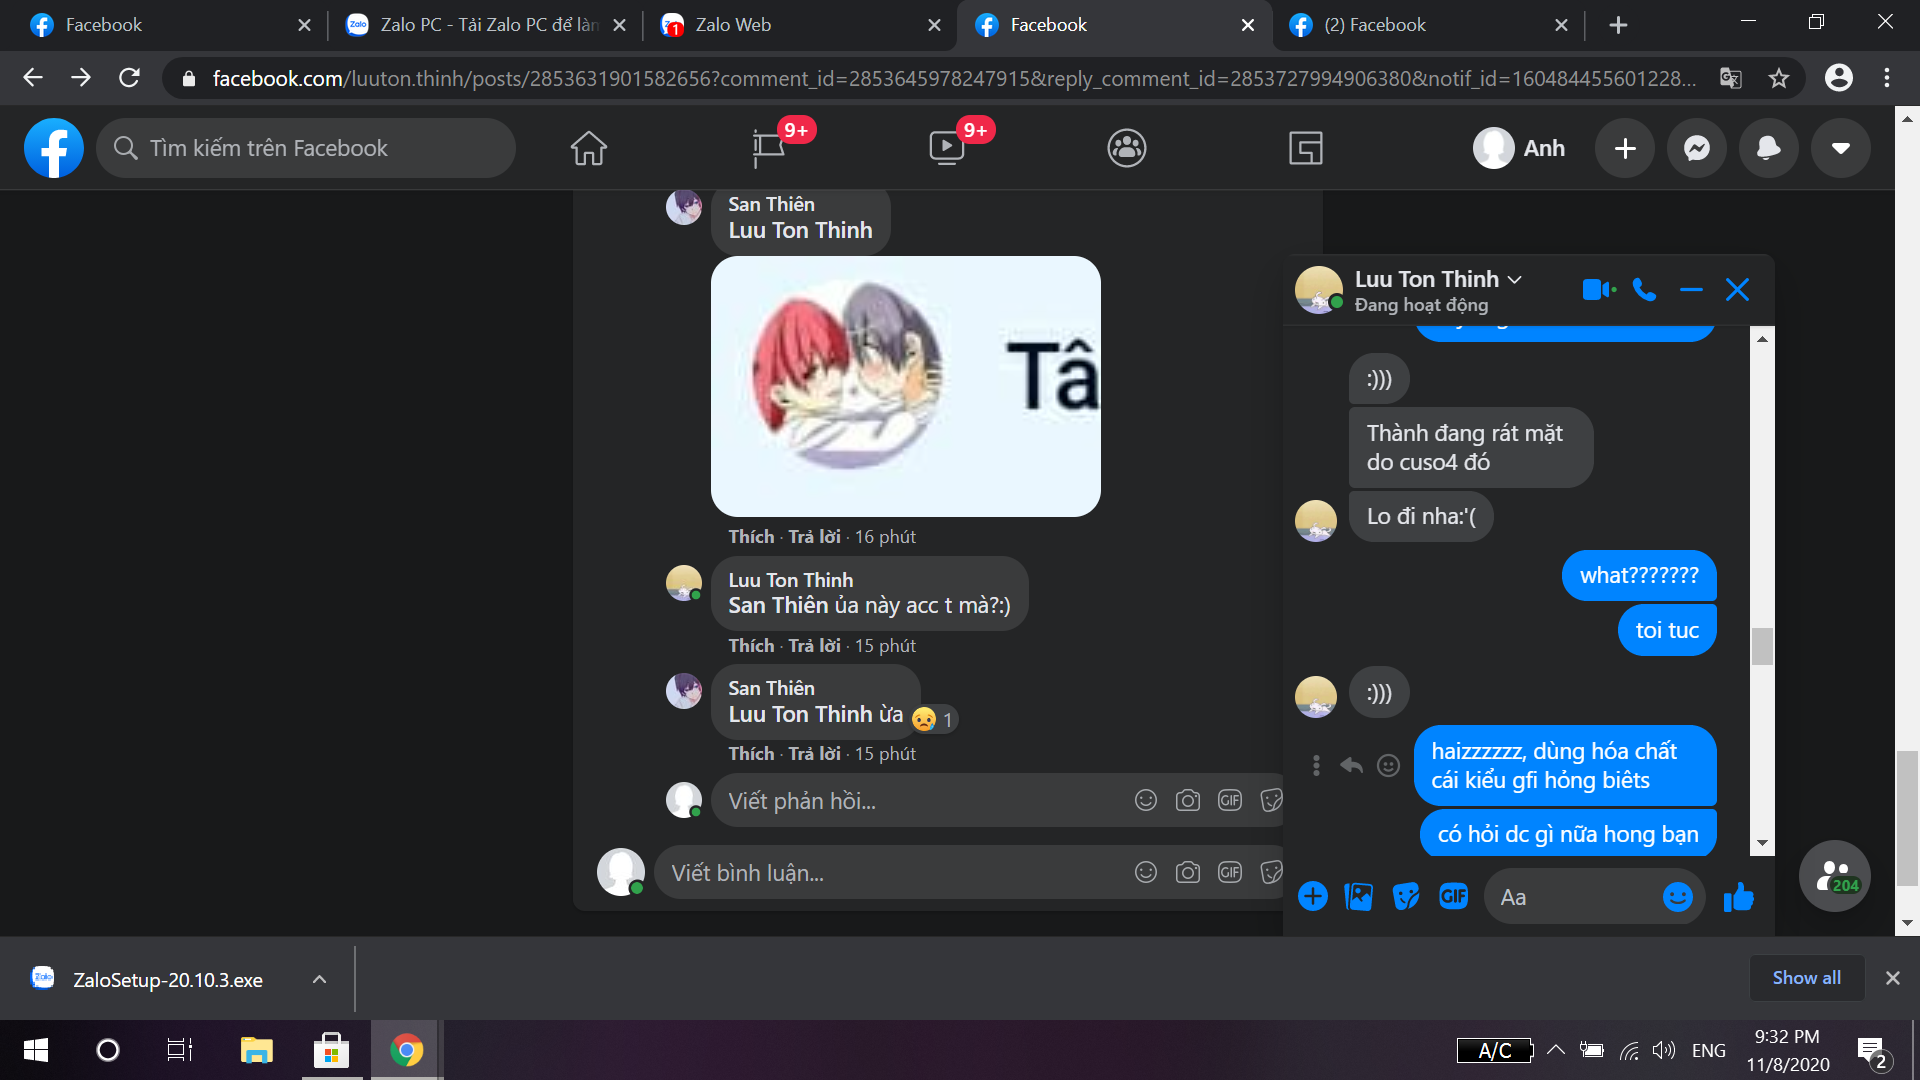 Facebook
Zalo PC - Tải Zalo PC để làn
Zalo Web
Facebook
(2) Facebook
facebook.com/luuton.thinh/posts/2853631901582656?comment_id=2853645978247915&reply_comment_id=2853727994906380&notif_id=160484455601228...
Tìm kiếm trên Facebook
9+
9+
Anh
San Thiên
Luu Ton Thinh
Tâ
Thích · Trả lời · 16 phút
Luu Ton Thinh
San Thiên ủa này acc t mà?:)
Thích · Trả lời · 15 phút
San Thiên
Luu Ton Thinh ừa
1
Thích · Trả lời · 15 phút
Viết phản hồi...
GIF
Viết bình luận...
GIF
Luu Ton Thinh
Đang hoạt động
:)))
Thành đang rát mặt
do cuso4 đó
Lo đi nha:'(
what???????
toi tuc
:)))
haizzzzzz, dùng hóa chất
cái kiểu gfi hỏng biêts
có hỏi dc gì nữa hong bạn
GIF
Aa
204
ZaloSetup-20.10.3.exe
Show all
A/C
ENG
9:32 PM
11/8/2020
2